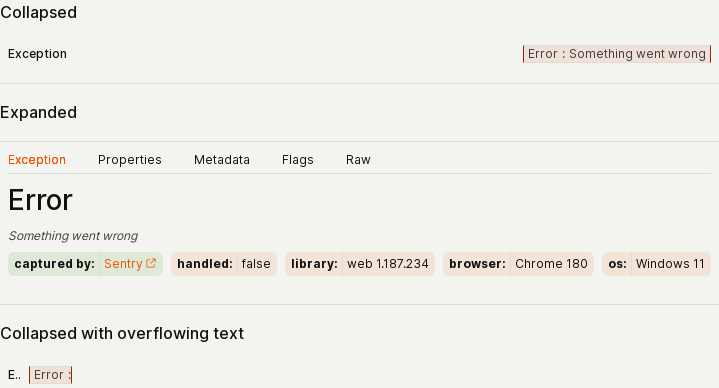 Collapsed
Exception Error : Something went wrong
Expanded
Exception Properties Metadata Flags Raw
Error
Something went wrong
captured by: Sentry handled: false library: web 1.187.234 browser: Chrome 180 os: Windows 11
Collapsed with overflowing text
E.. Error :